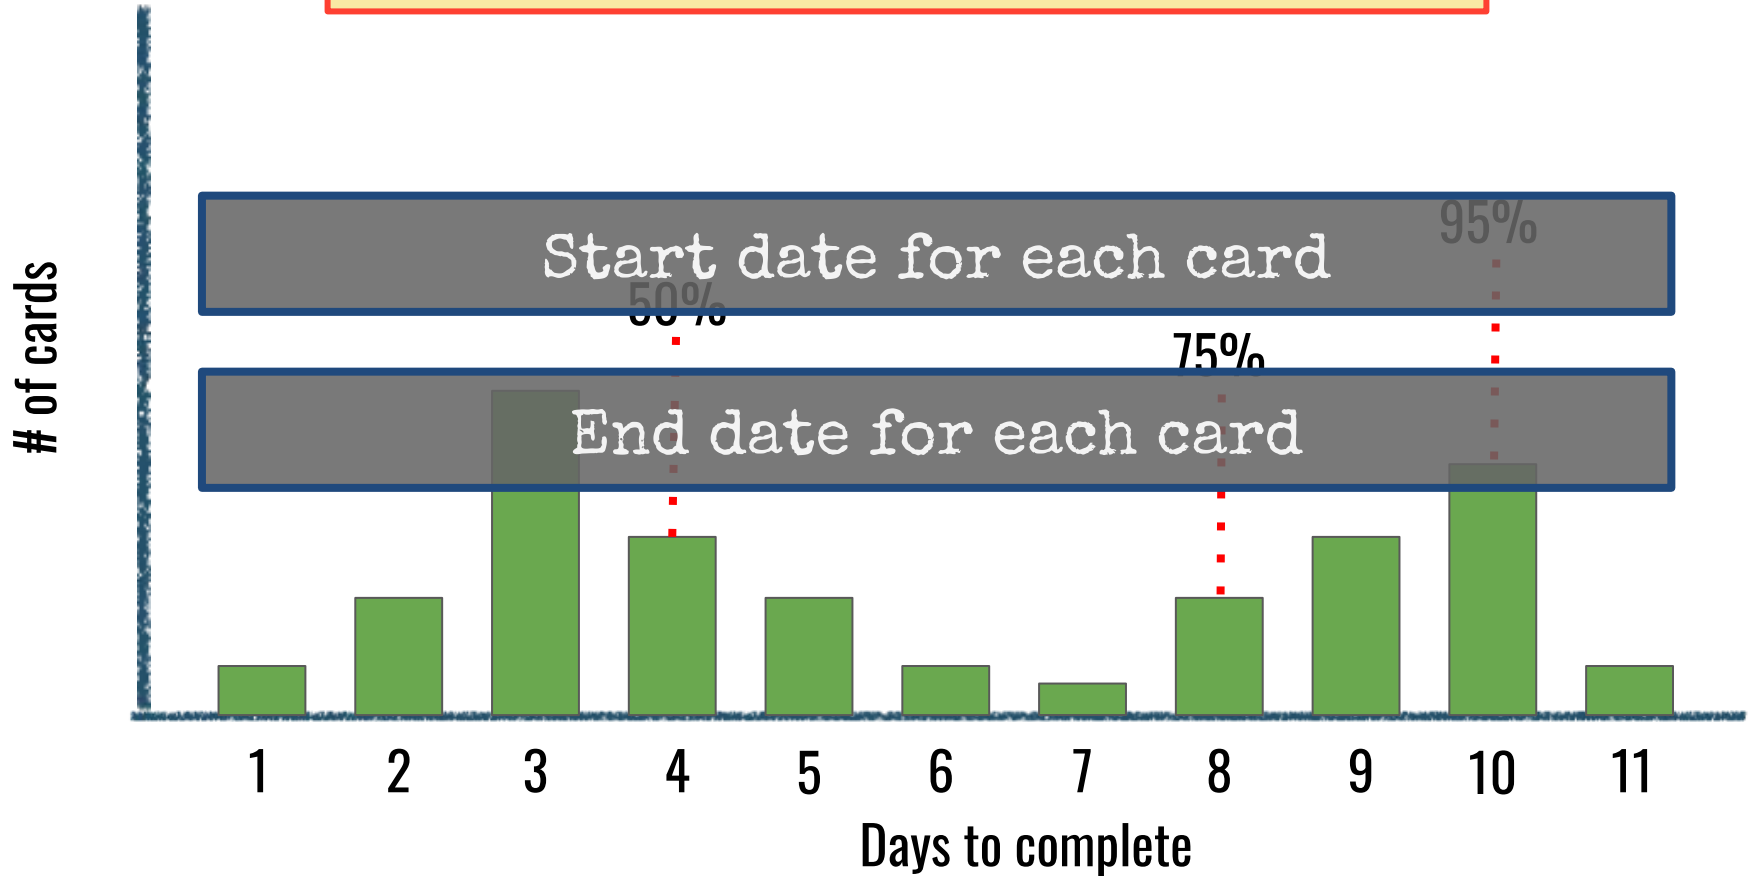 95%
Start date for each card
50%
75%
End date for each card
# of cards
1 2 3 4 5 6 7 8 9 10 11
Days to complete